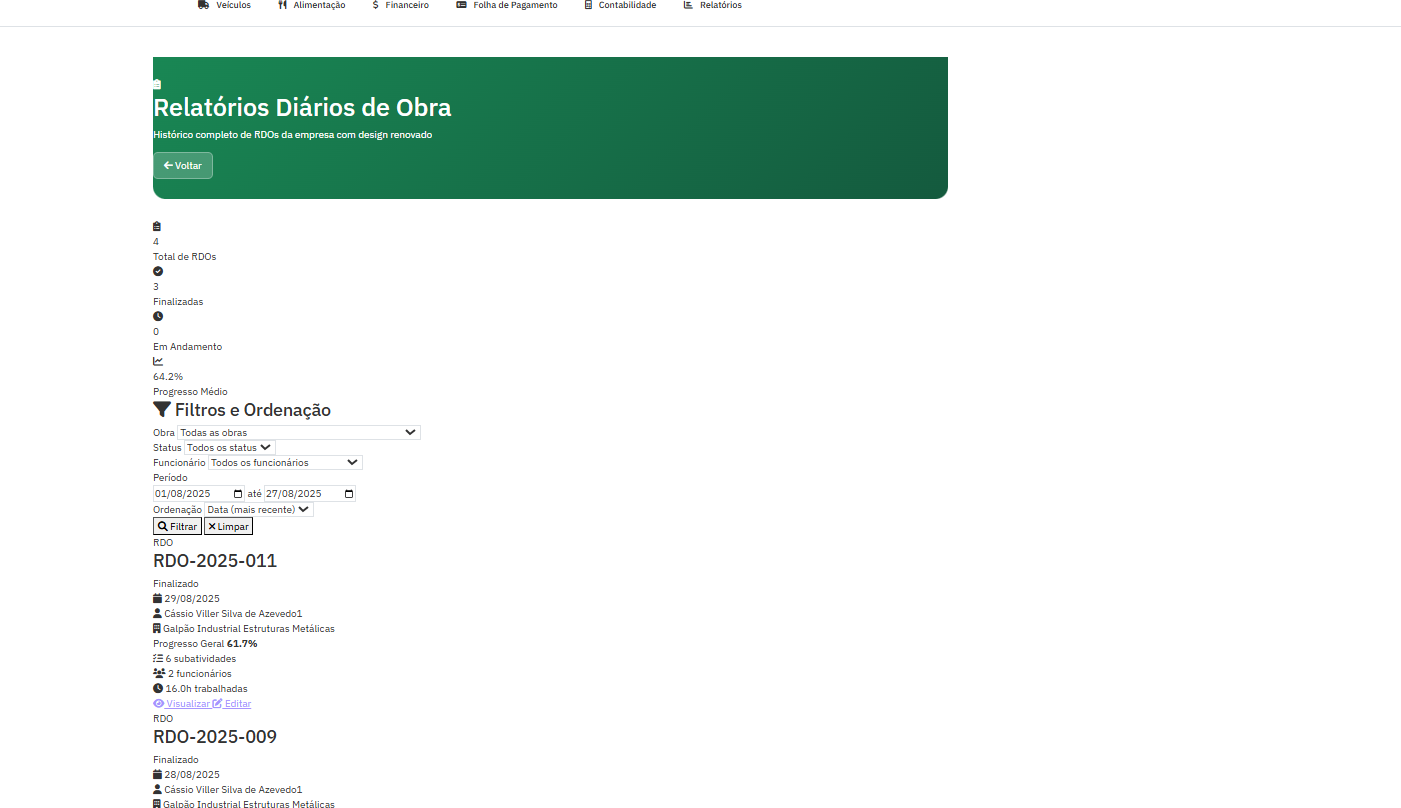 Veículos Alimentação Financeiro Folha de Pagamento Contabilidade Relatórios
Relatórios Diários de Obra
Histórico completo de RDOs da empresa com design renovado
Voltar
4
Total de RDOs
3
Finalizadas
0
Em Andamento
64.2%
Progresso Médio
Filtros e Ordenação
Obra Todas as obras
Status Todos os status
Funcionário Todos os funcionários
Período
01/08/2025 até 27/08/2025
Ordenação Data (mais recente)
Filtrar Limpar
RDO
RDO-2025-011
Finalizado
29/08/2025
Cássio Viller Silva de Azevedo1
Galpão Industrial Estruturas Metálicas
Progresso Geral 61.7%
6 subatividades
2 funcionários
16.0h trabalhadas
Visualizar Editar
RDO
RDO-2025-009
Finalizado
28/08/2025
Cássio Viller Silva de Azevedo1
Galpão Industrial Estruturas Metálicas